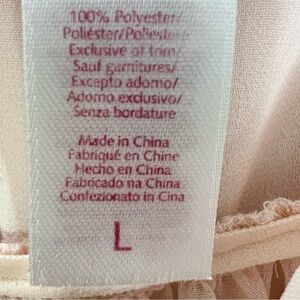 100% Polyester/
Poliéster/Poliestere
Exclusive of trim/
Sauf garnitures/
Excepto adorno/
Adorno exclusivo/
Senza bordature
Made in China
Fabriqué en Chine
Hecho en China
Fabricado na China
Confezionato in Cina
L